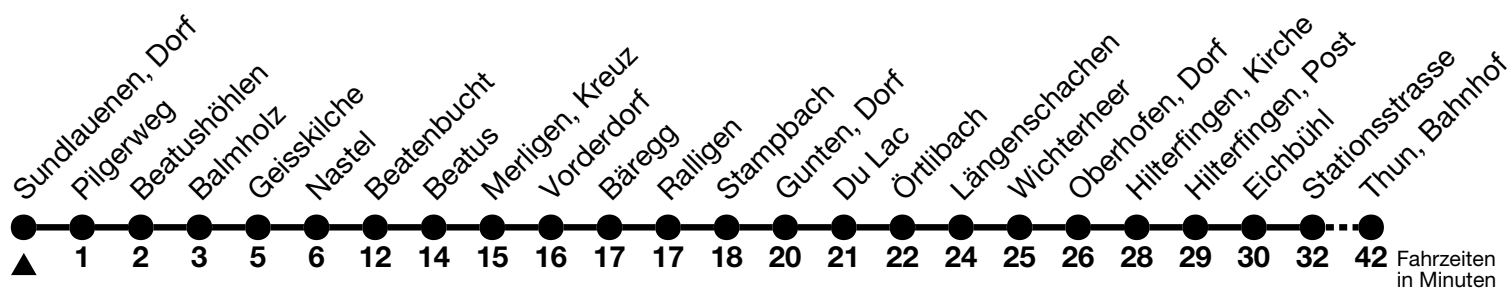 Sundlauenen, Dorf
Pilgerweg
Beatushöhlen
Balmholz
Geisskilche
Nastel
Beatenbucht
Beatus
Merligen, Kreuz
Vorderdorf
Bäregg
Ralligen
Stampbach
Gunten, Dorf
Du Lac
Örtlibach
Längenschachen
Wichterheer
Oberhofen, Dorf
Hilterfingen, Kirche
Hilterfingen, Post
Eichbühl
Stationsstrasse
Thun, Bahnhof
1 2 3 5 6 12 14 15 16 17 17 18 20 21 22 24 25 26 28 29 30 32 42 Fahrzeiten
in Minuten